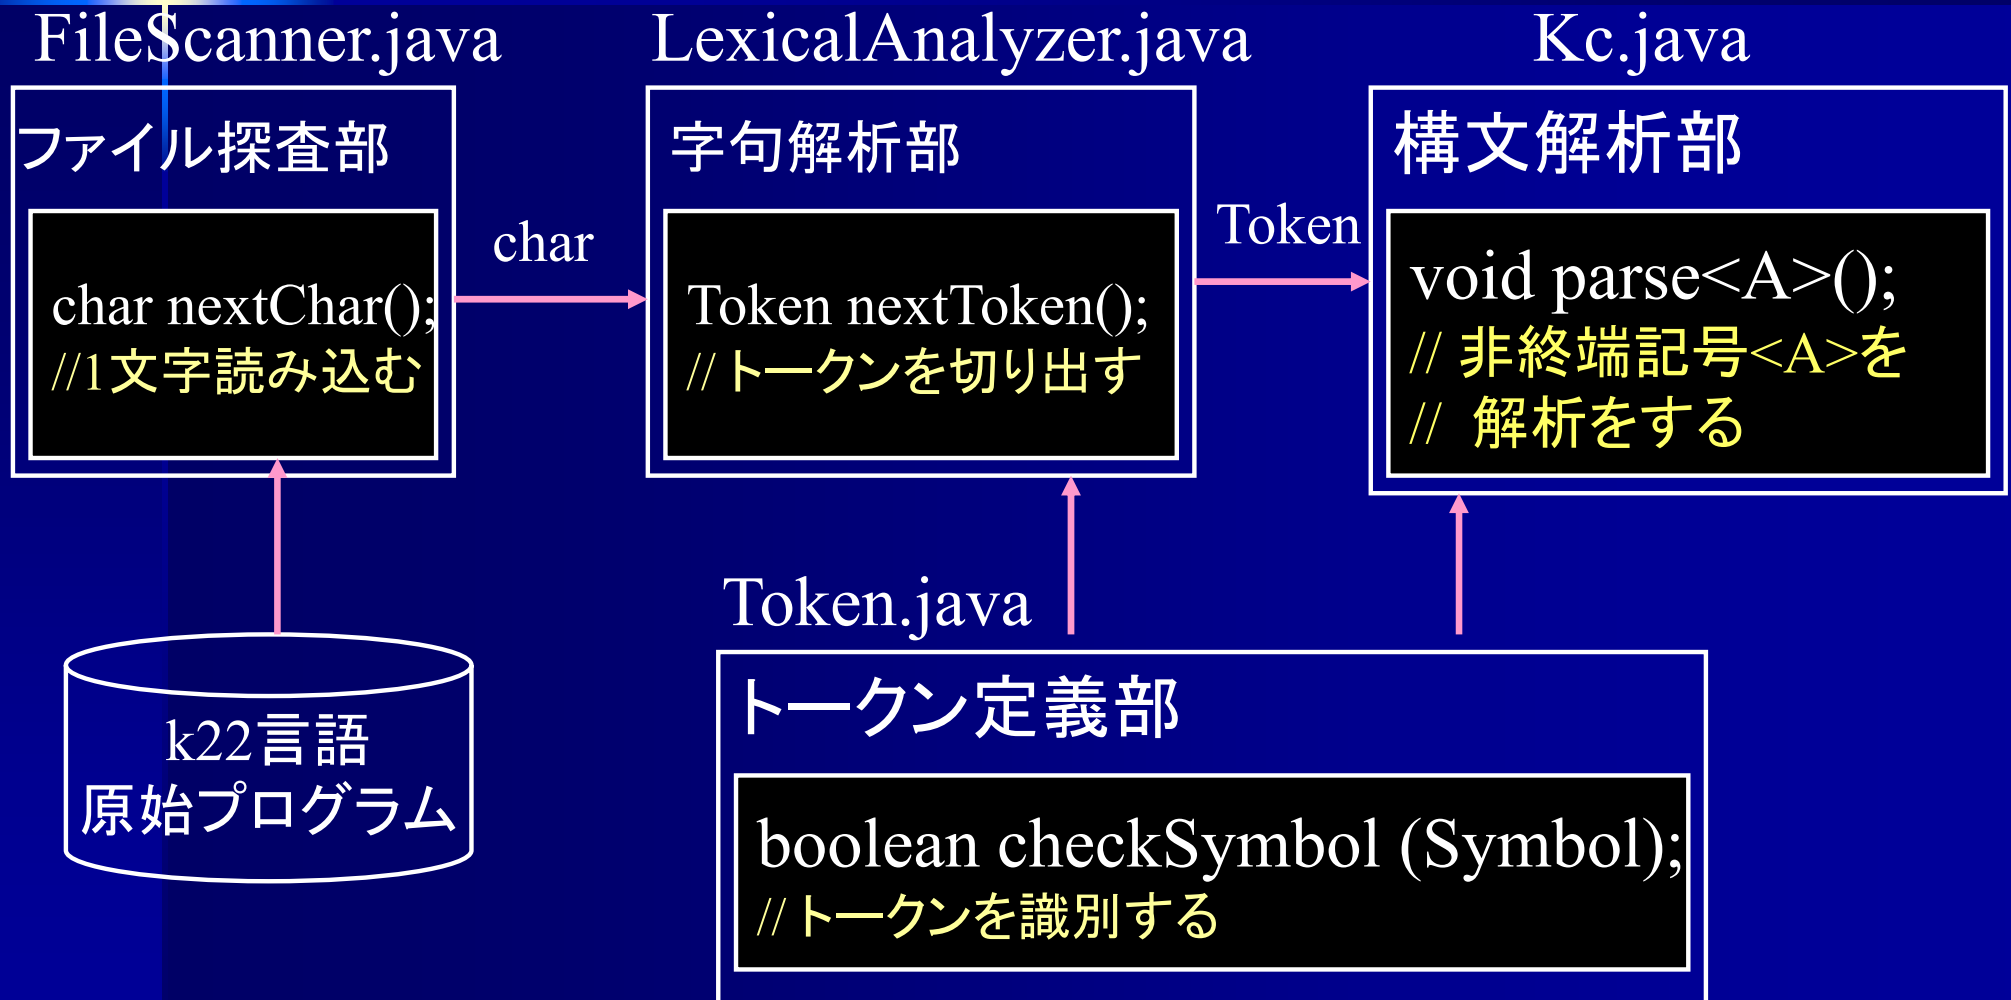 FileScanner.java
ファイル探査部
char nextChar();
//1文字読み込む
char
LexicalAnalyzer.java
字句解析部
Token nextToken();
// トークンを切り出す
Token
Kc.java
構文解析部
void parse<A>();
// 非終端記号<A>を
// 解析をする
k22言語
原始プログラム
Token.java
トークン定義部
boolean checkSymbol (Symbol);
// トークンを識別する